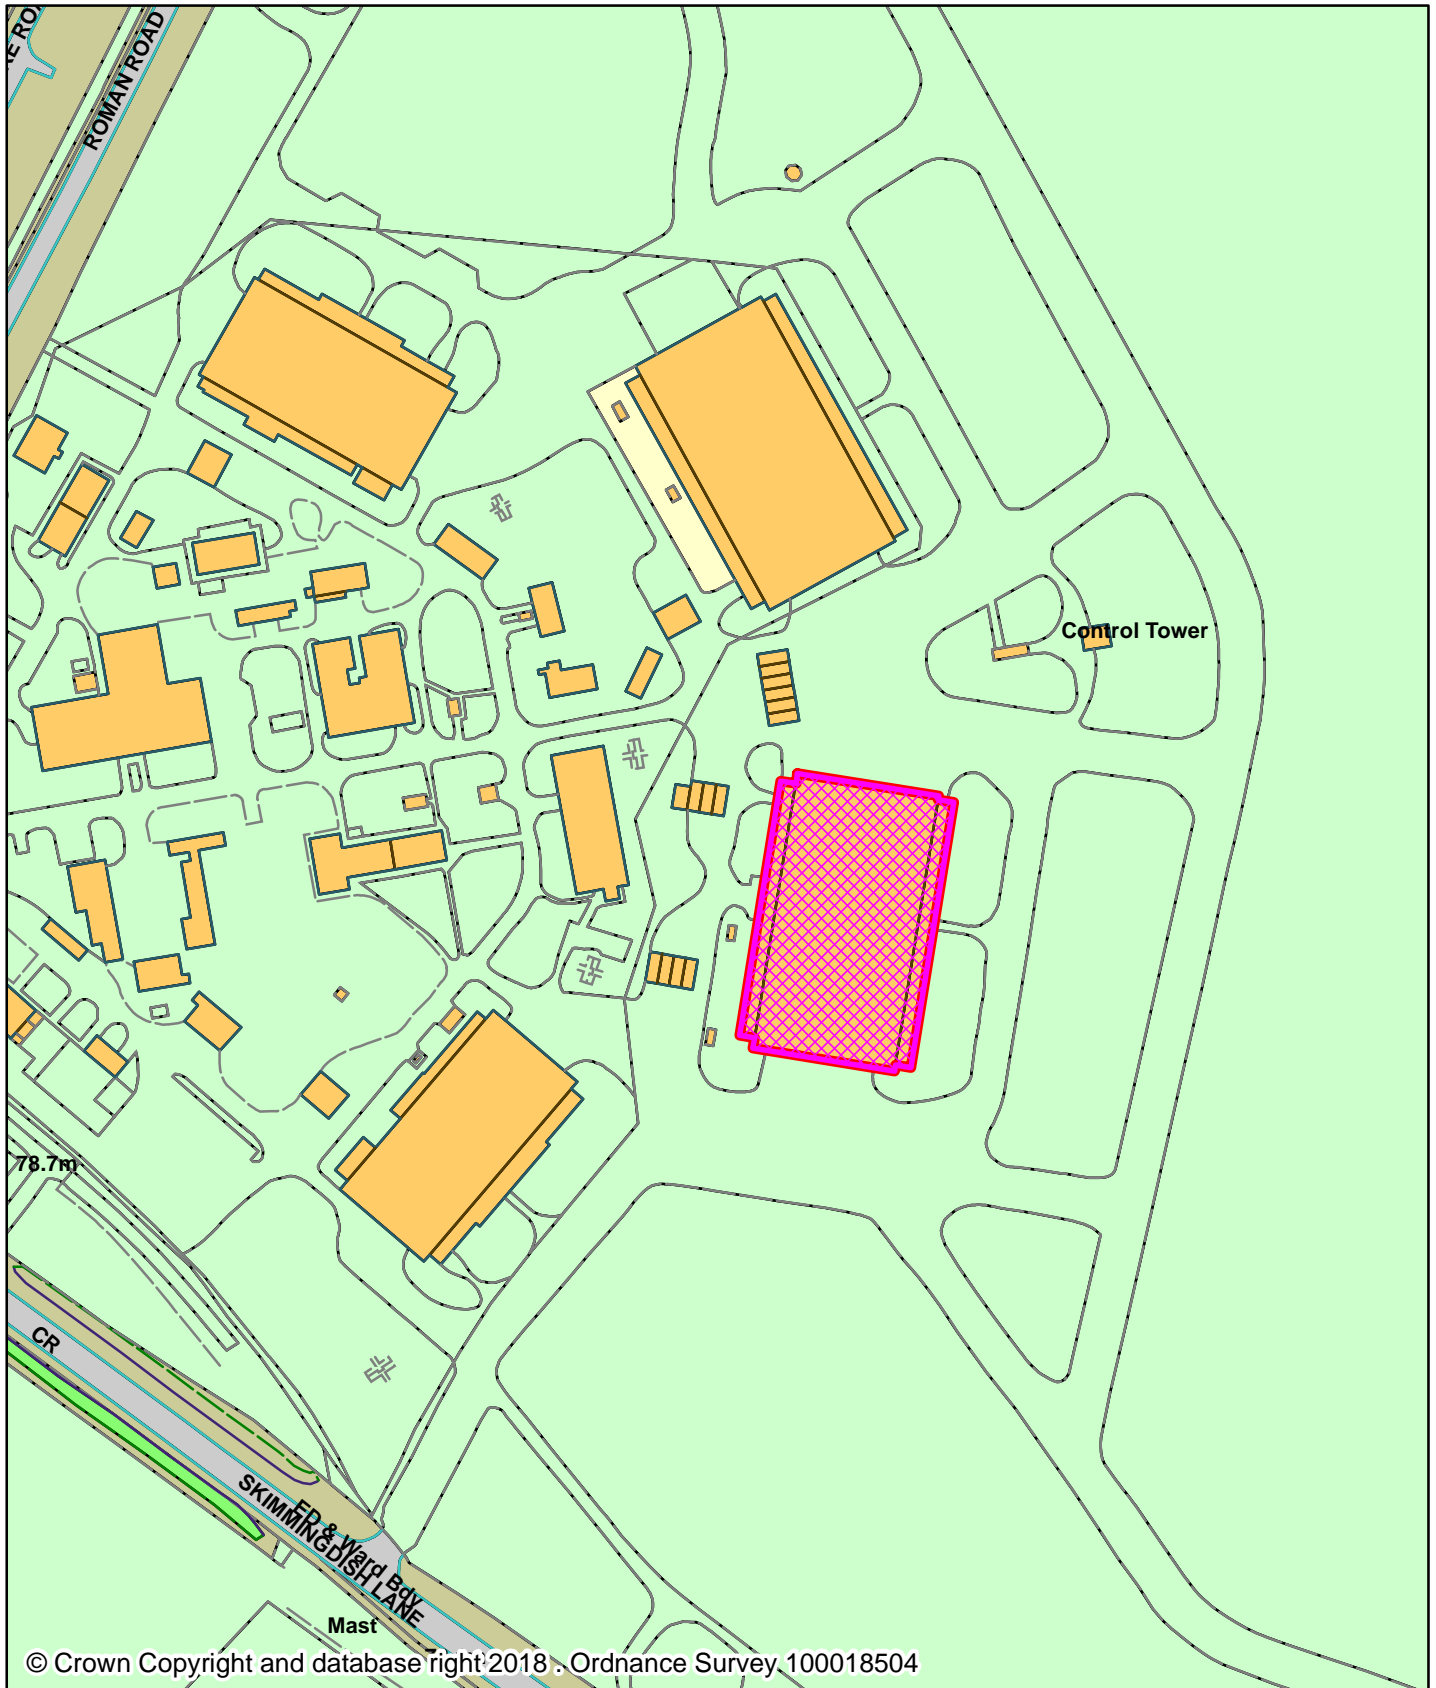 ROMAN ROAD
Control Tower
78.7m
CR
SKIMMINGDISH LANE
ED & Ward Bdy
Mast
© Crown Copyright and database right 2018 . Ordnance Survey 100018504